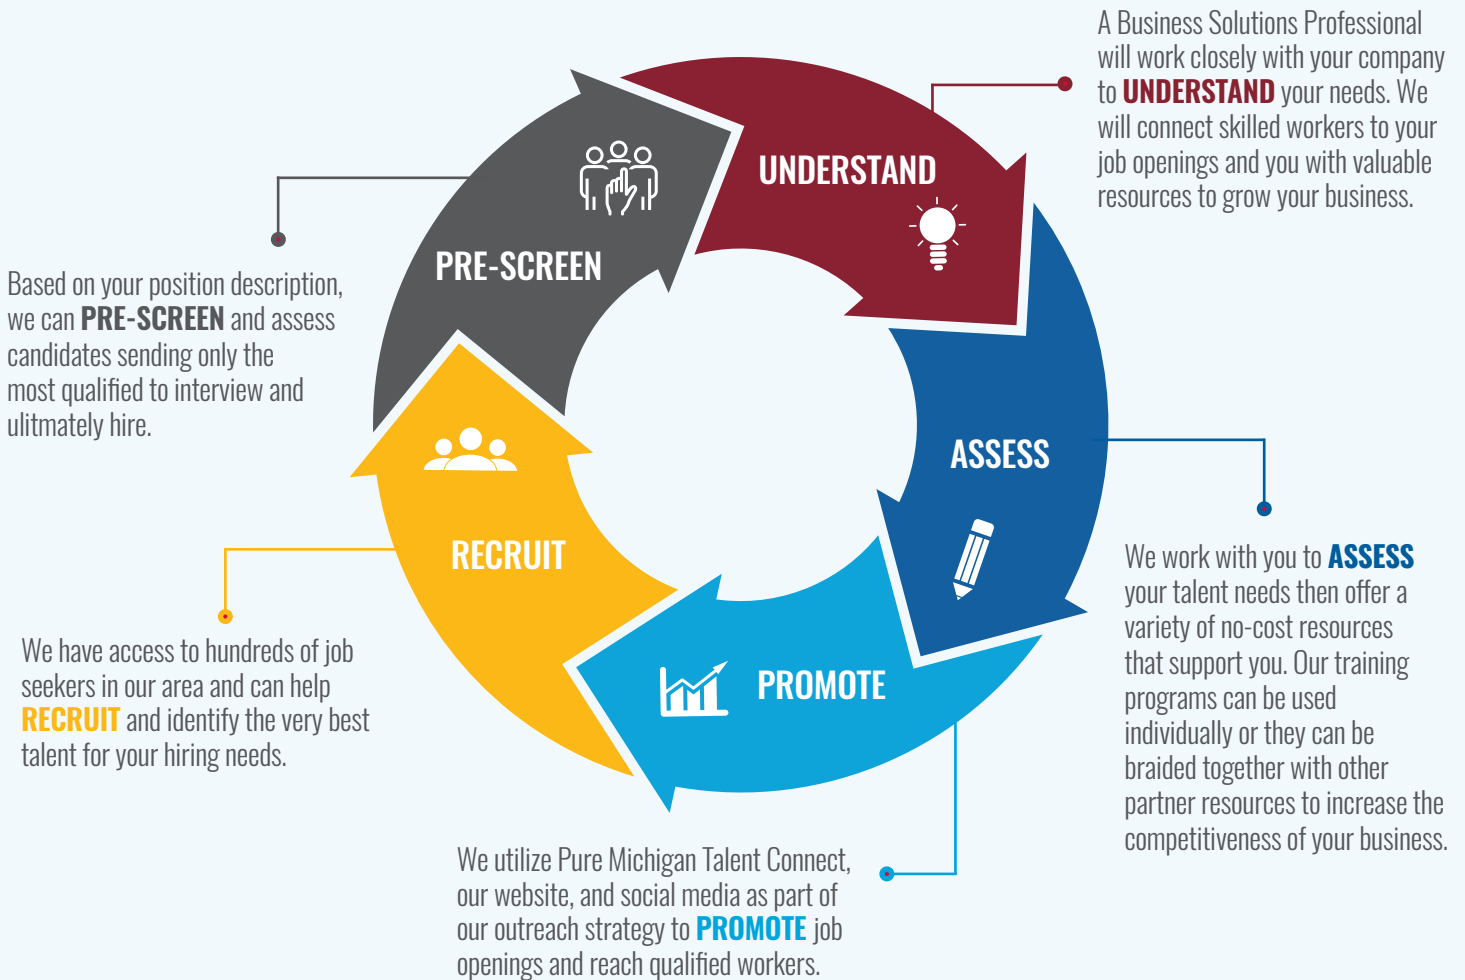 A Business Solutions Professional
will work closely with your company
to UNDERSTAND your needs. We
will connect skilled workers to your
job openings and you with valuable
resources to grow your business.
UNDERSTAND
PRE-SCREEN
Based on your position description,
we can PRE-SCREEN and assess
candidates sending only the
most qualified to interview and
ulitmately hire.
ASSESS
We work with you to ASSESS
your talent needs then offer a
variety of no-cost resources
that support you. Our training
programs can be used
individually or they can be
braided together with other
partner resources to increase the
competitiveness of your business.
RECRUIT
We have access to hundreds of job
seekers in our area and can help
RECRUIT and identify the very best
talent for your hiring needs.
PROMOTE
We utilize Pure Michigan Talent Connect,
our website, and social media as part of
our outreach strategy to PROMOTE job
openings and reach qualified workers.